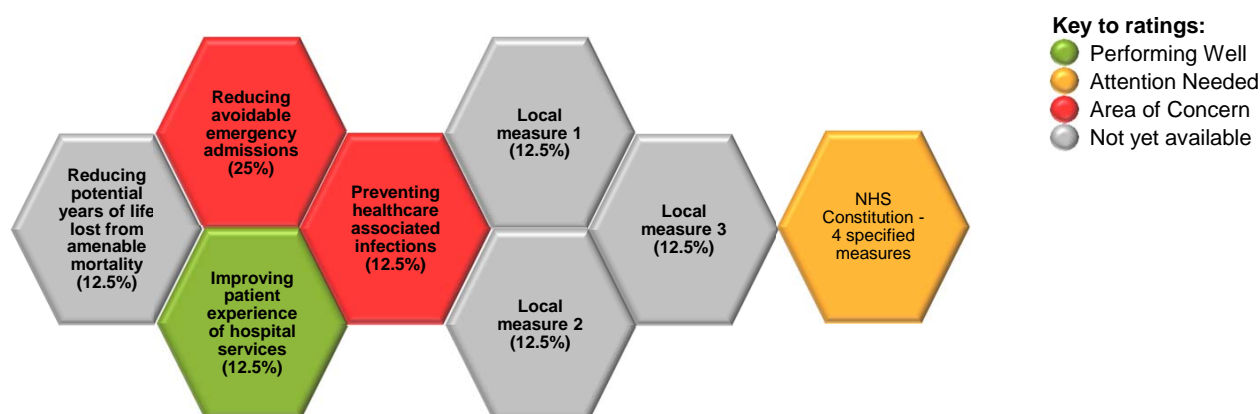 Key to ratings:
Performing Well
Attention Needed
Area of Concern
Not yet available
Reducing
potential
years of life
lost from
amenable
mortality
(12.5%)
Reducing
avoidable
emergency
admissions
(25%)
Improving
patient
experience
of hospital
services
(12.5%)
Preventing
healthcare
associated
infections
(12.5%)
Local
measure 1
(12.5%)
Local
measure 2
(12.5%)
Local
measure 3
(12.5%)
NHS
Constitution -
4 specified
measures